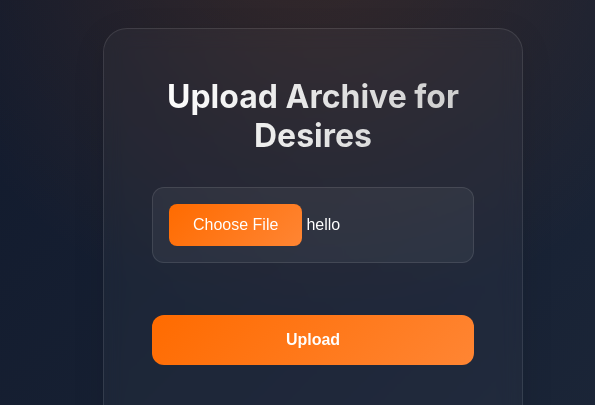 Upload Archive for
Desires
Choose File hello
Upload